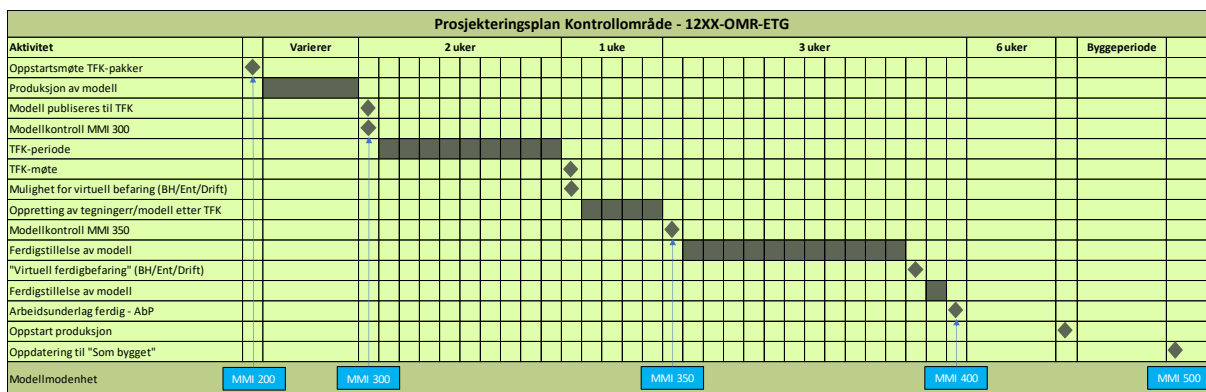 Prosjekteringsplan Kontrollområde - 12XX-OMR-ETG
Aktivitet Varierer 2 uker 1 uke 3 uker 6 uker Byggeperiode
Oppstartsmøte TFK-pakker
Produksjon av modell
Modell publiseres til TFK
Modellkontroll MMI 300
TFK-periode
TFK-møte
Mulighet for virtuell befaring (BH/Ent/Drift)
Oppretting av tegningerr/modell etter TFK
Modellkontroll MMI 350
Ferdigstillelse av modell
"Virtuell ferdigbefaring" (BH/Ent/Drift)
Ferdigstillelse av modell
Arbeidsunderlag ferdig - AbP
Oppstart produksjon
Oppdatering til "Som bygget"
Modellmodenhet MMI 200 MMI 300 MMI 350 MMI 400 MMI 500